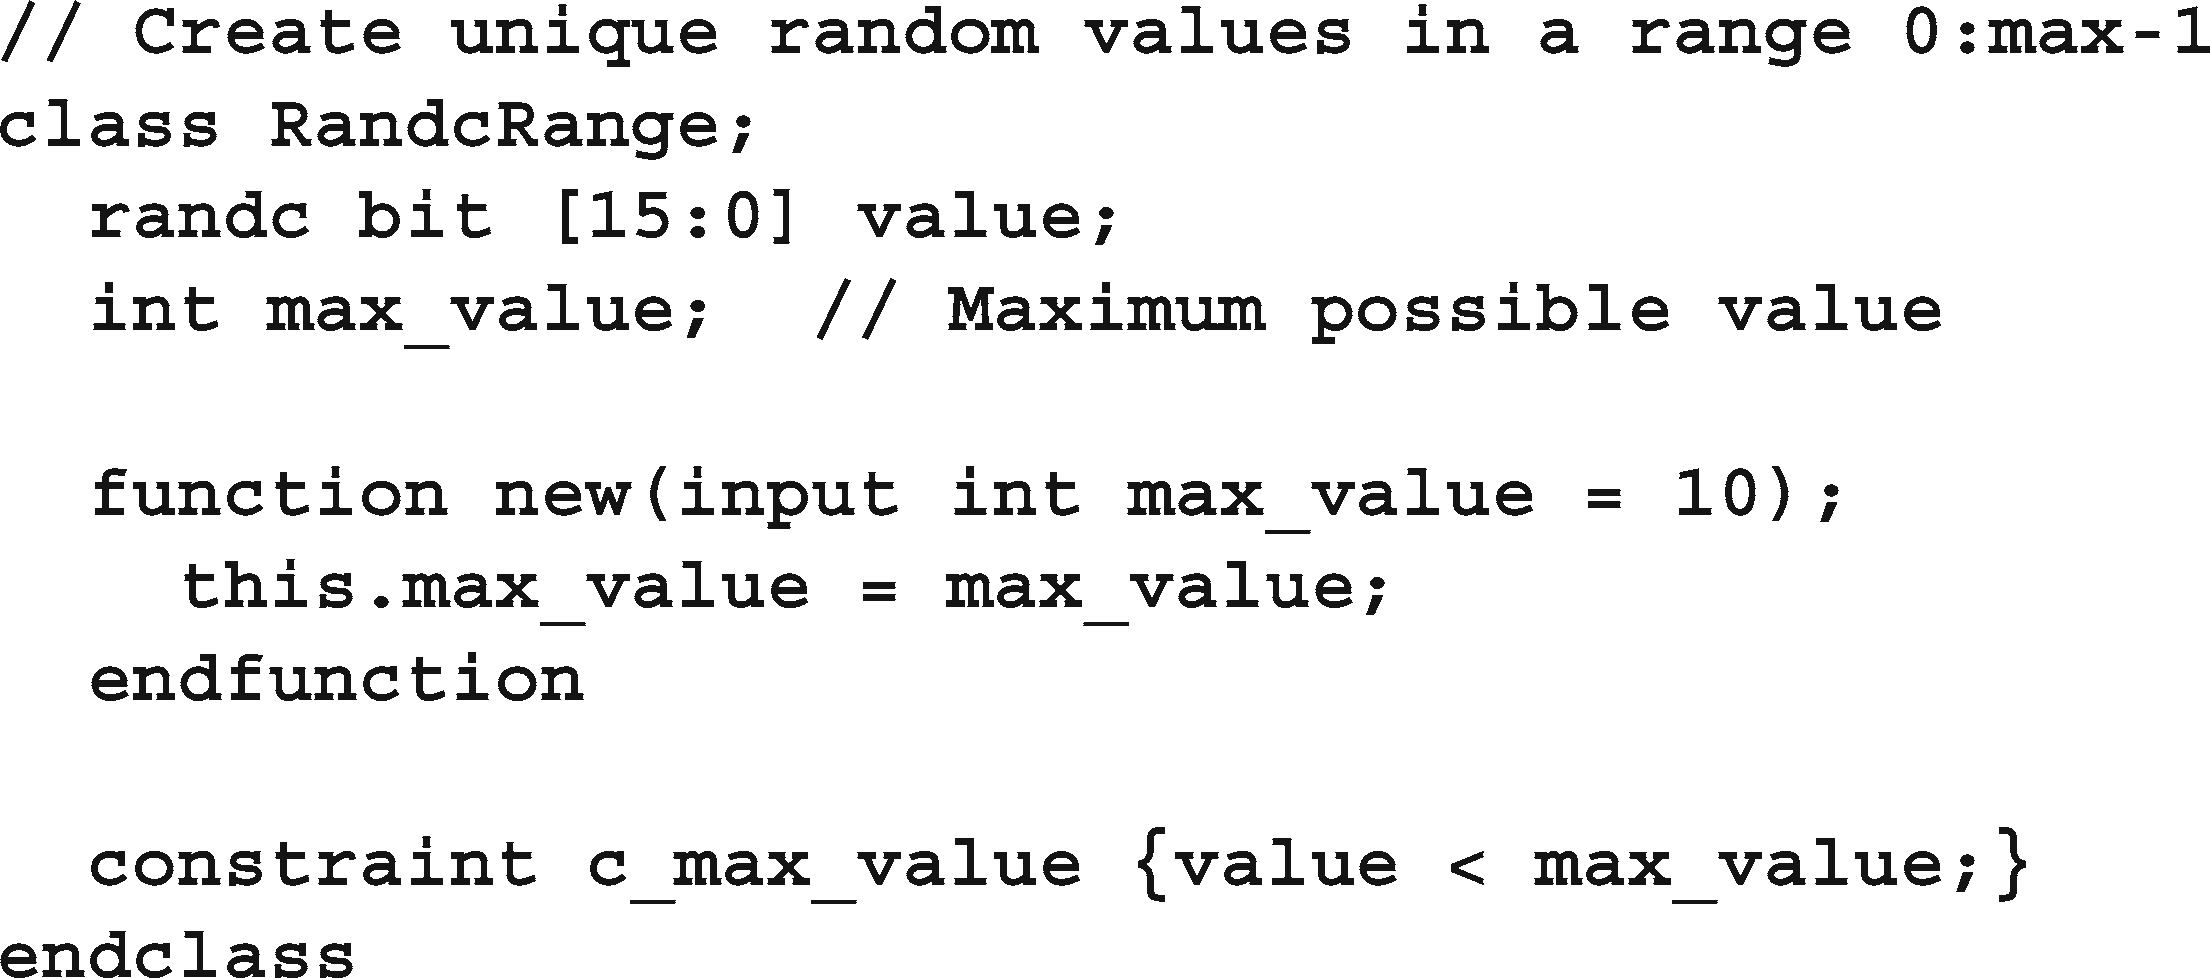 // Create unique random values in a range 0:max-1
class RandcRange;
  randc bit [15:0] value;
  int max_value;  // Maximum possible value

  function new(input int max_value = 10);
    this.max_value = max_value;
  endfunction

  constraint c_max_value {value < max_value;}
endclass